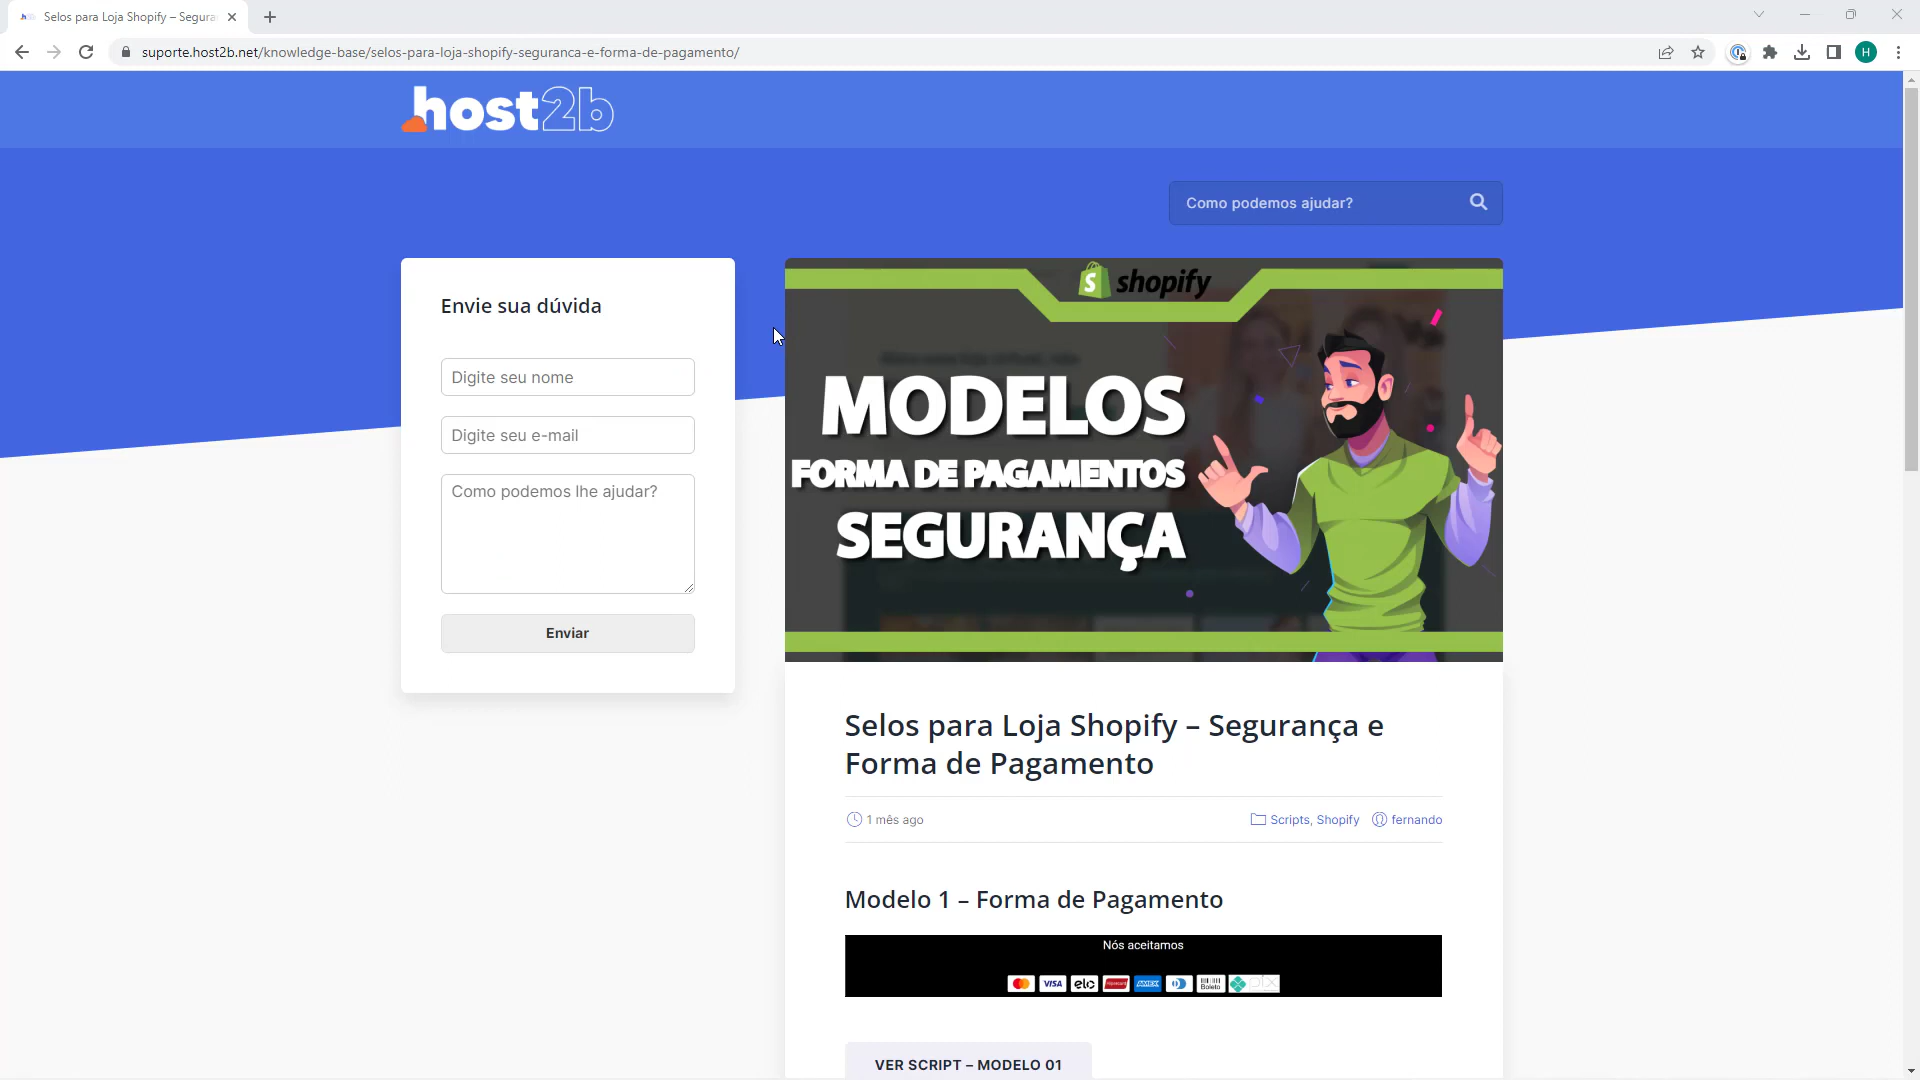 Selos para Loja Shopify – Segura
suporte.host2b.net/knowledge-base/selos-para-loja-shopify-seguranca-e-forma-de-pagamento/
H
host2b
Como podemos ajudar?
Envie sua dúvida
Digite seu nome
Digite seu e-mail
Como podemos lhe ajudar?
Enviar
shopify
MODELOS
FORMA DE PAGAMENTOS
SEGURANÇA
Selos para Loja Shopify – Segurança e
Forma de Pagamento
1 mês ago
Scripts, Shopify
fernando
Modelo 1 – Forma de Pagamento
Nós aceitamos
VISA
elo
AMEX
Boleto
VER SCRIPT – MODELO 01